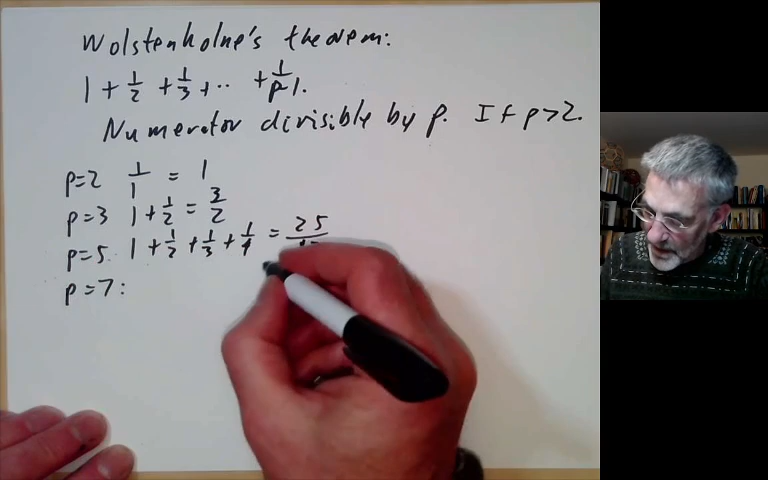 Wolstenholme's theorem:
1 + 1/2 + 1/3 + .. + 1/p-1.
Numerator divisible by p. If p>2.
p=2 1/1 = 1
p=3 1 + 1/2 = 3/2
p=5. 1 + 1/2 + 1/3 + 1/4 = 25/
p=7: